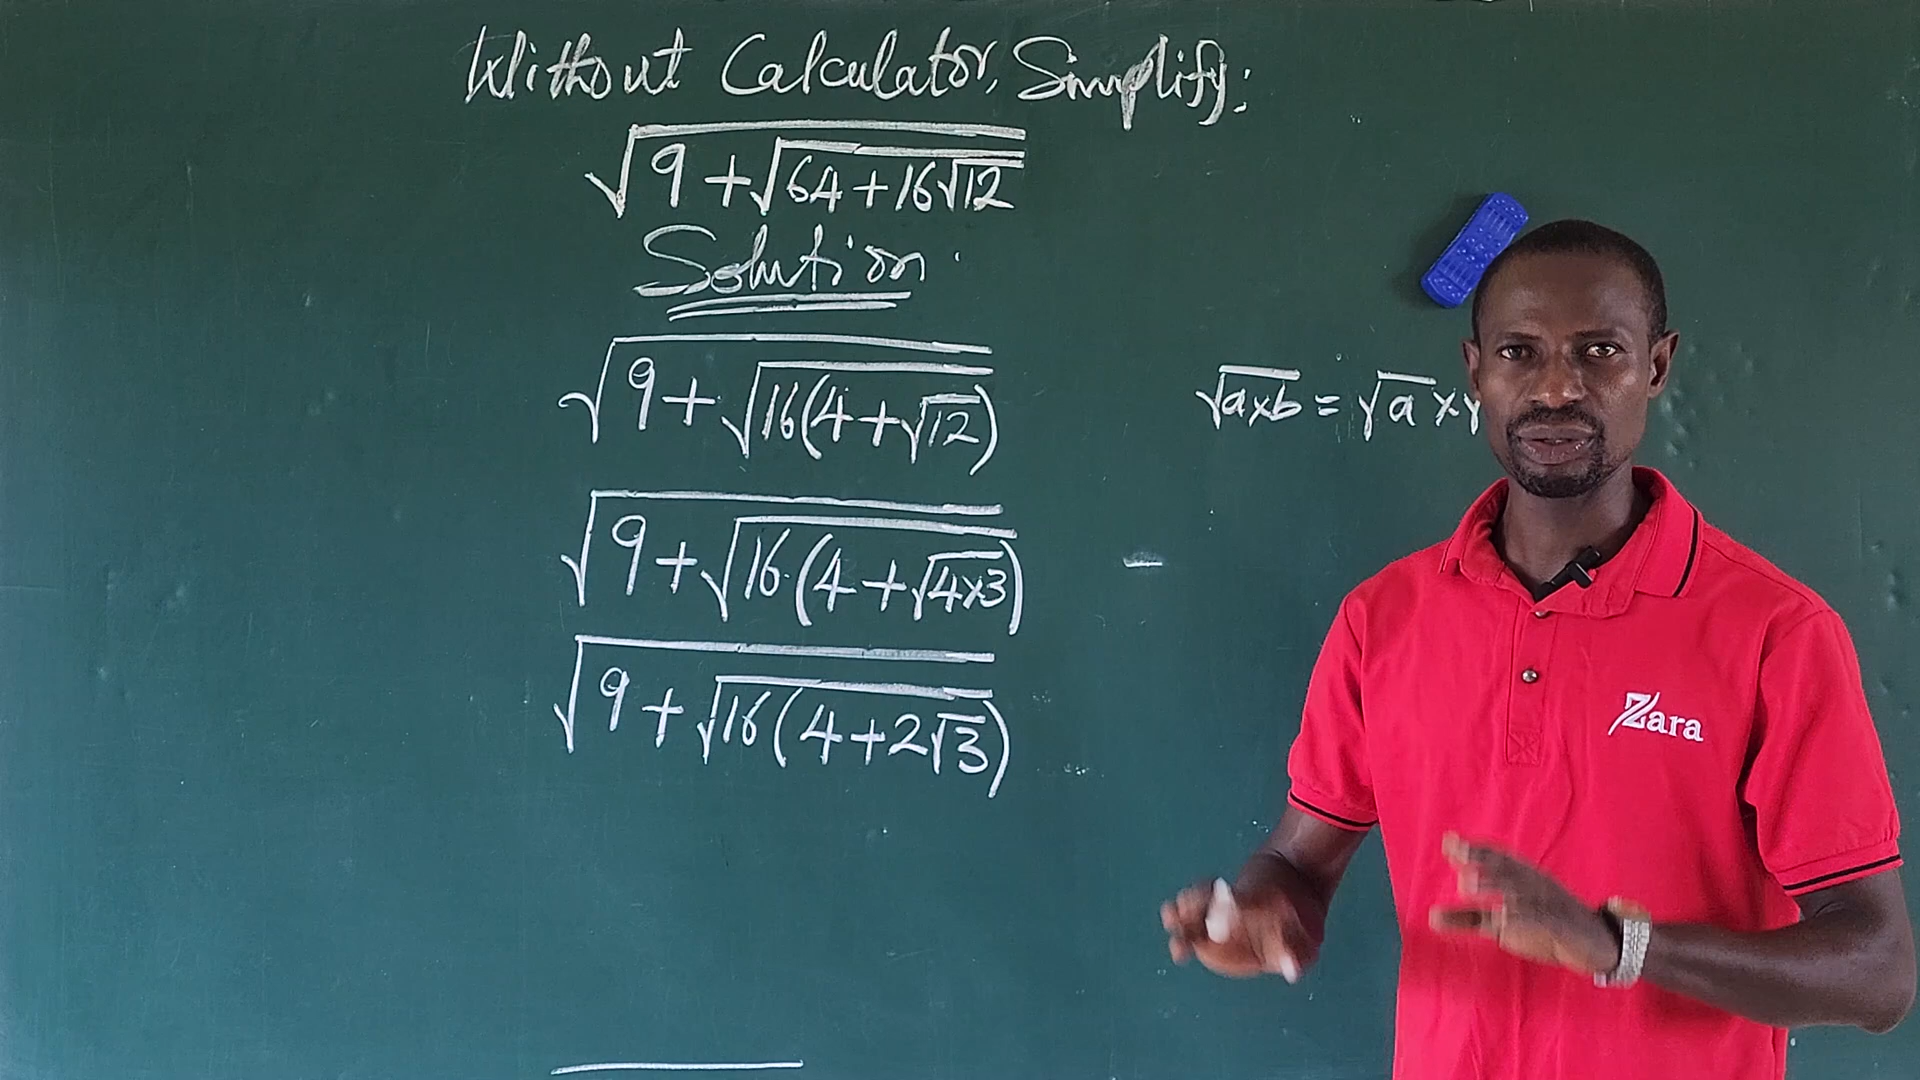 Without Calculator, Simplify:
√(9+√(64+16√12))
Solution.
√(9+√(16(4+√12)))
√a×b = √a ×
√(9+√(16(4+√4×3)))
√(9+√(16(4+2√3)))
Zara